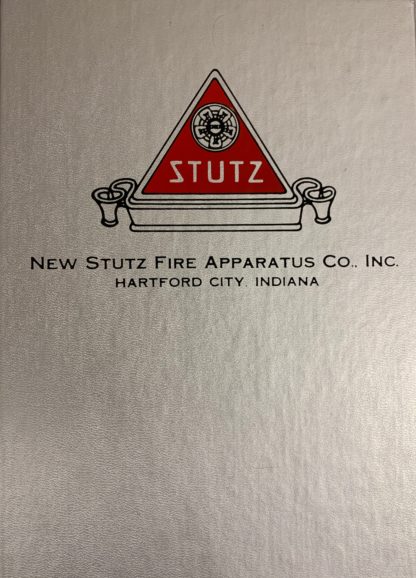 STUTZ
NEW STUTZ FIRE APPARATUS CO., INC.
HARTFORD CITY, INDIANA